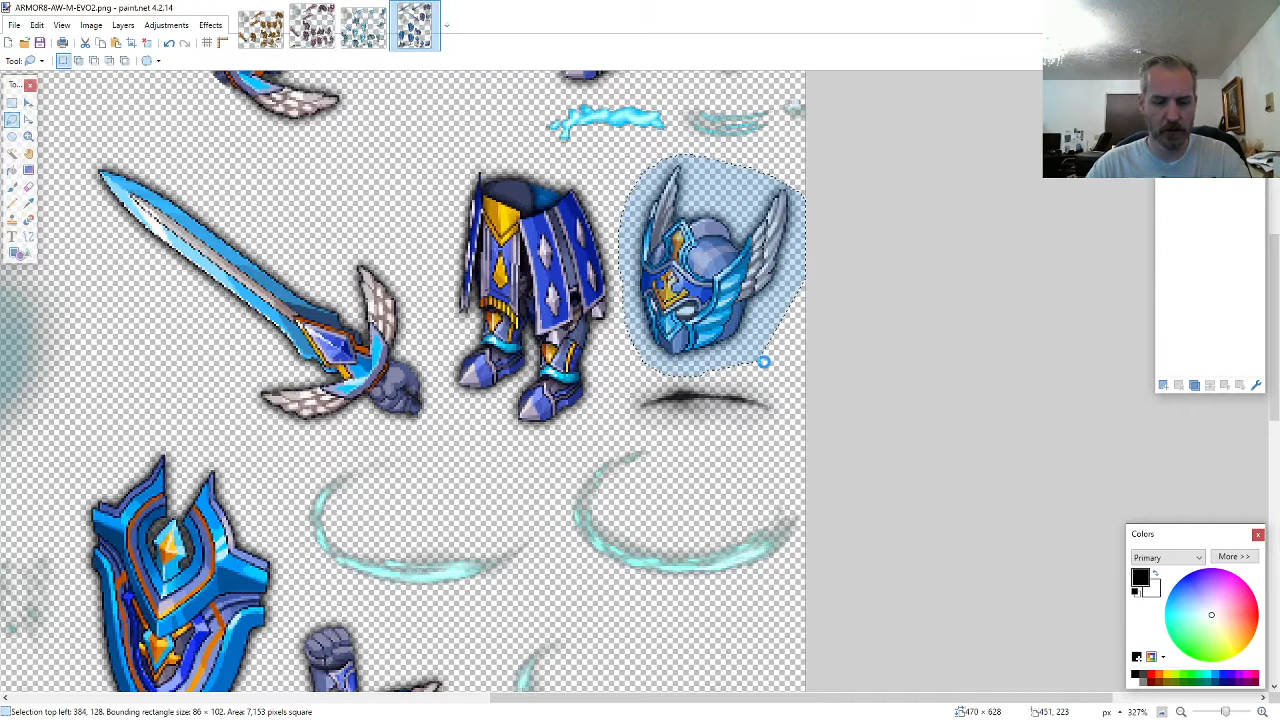 ARMOR8-AW-M-EVO2.png - paint.net 4.2.14
File Edit View Image Layers Adjustments Effects
Tool:
To...
Colors
Primary
More >>
Selection top left: 384, 128. Bounding rectangle size: 86 × 102. Area: 7,153 pixels square
470 × 628
451, 223
px
327%